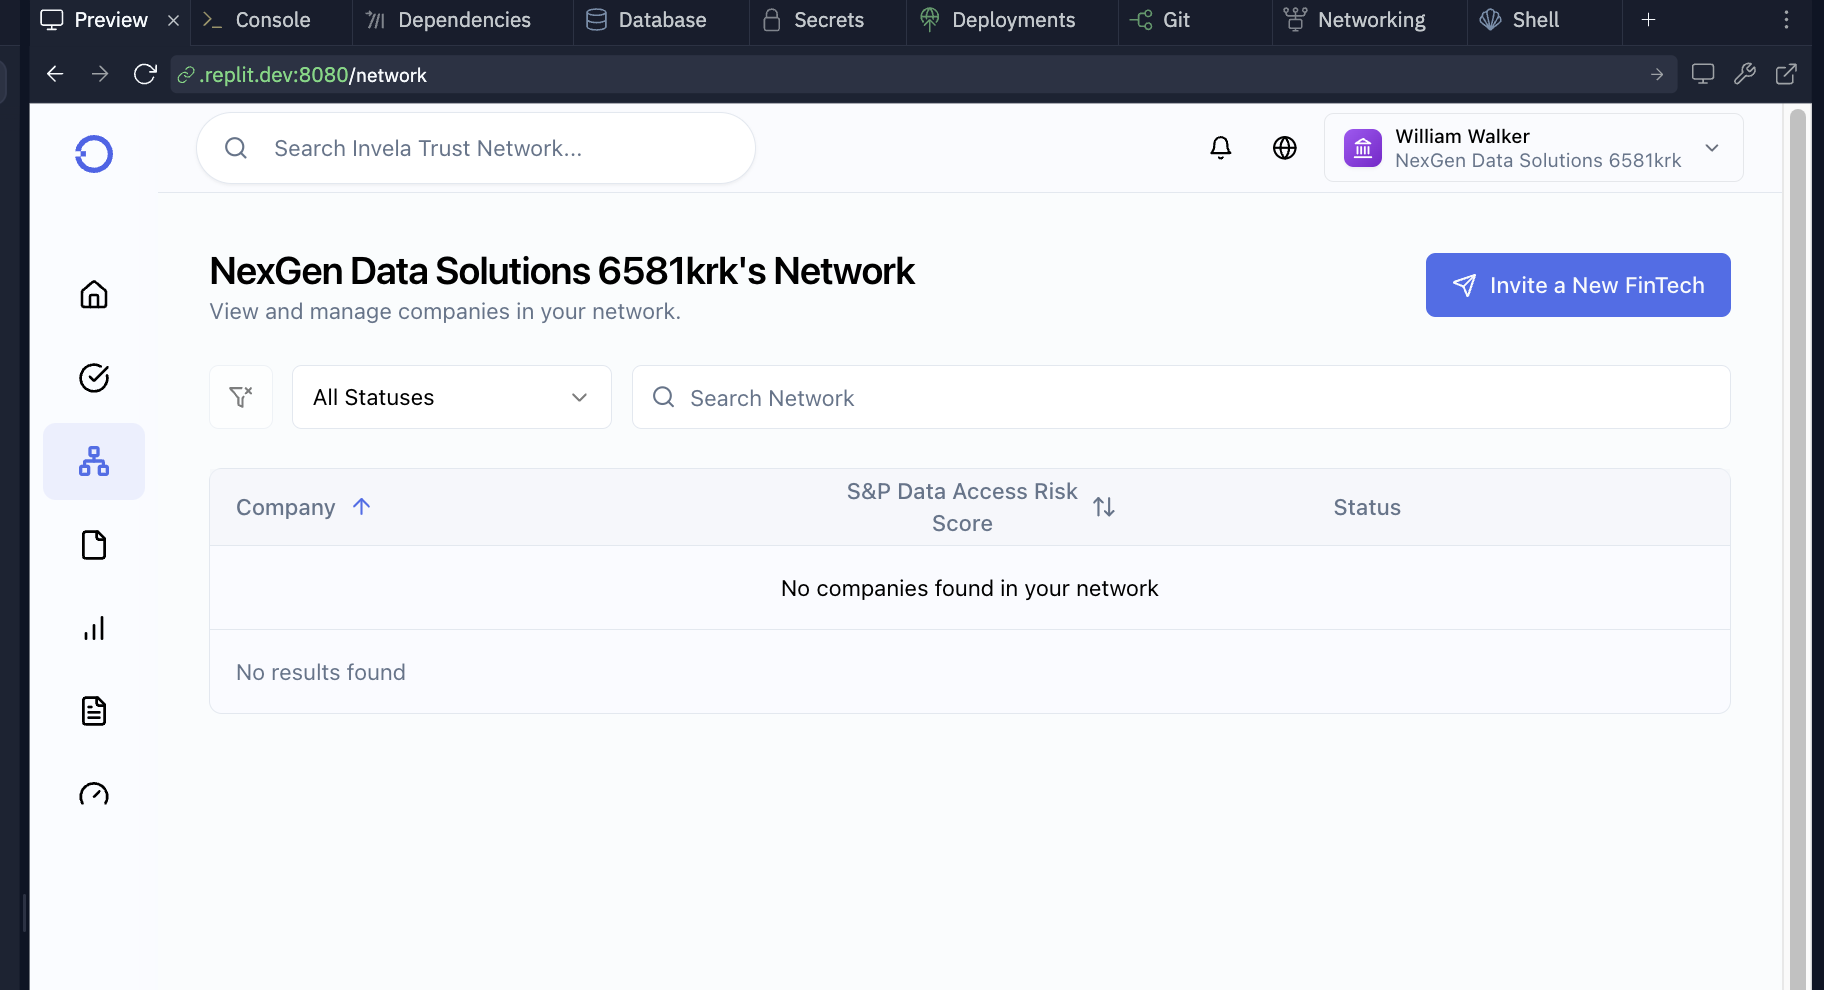 Preview
Console
Dependencies
Database
Secrets
Deployments
Git
Networking
Shell
.replit.dev:8080/network
Search Invela Trust Network...
William Walker
NexGen Data Solutions 6581krk
NexGen Data Solutions 6581krk's Network
View and manage companies in your network.
Invite a New FinTech
All Statuses
Search Network
Company
S&P Data Access Risk
Score
Status
No companies found in your network
No results found